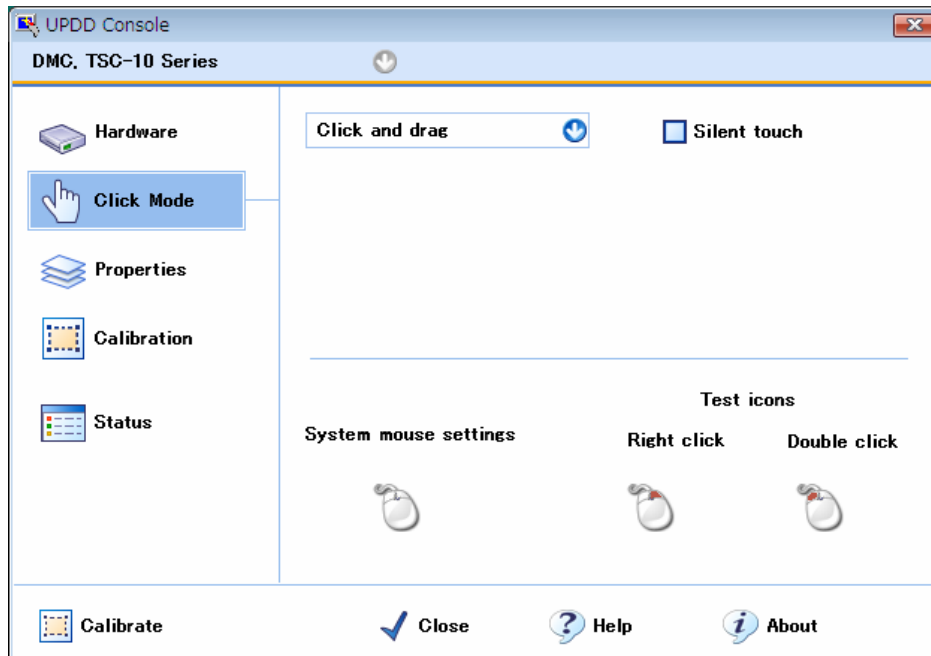 UPDD Console
DMC, TSC-10 Series
Hardware
Click Mode
Properties
Calibration
Status
Click and drag
Silent touch
System mouse settings
Test icons
Right click
Double click
Calibrate
Close
Help
About